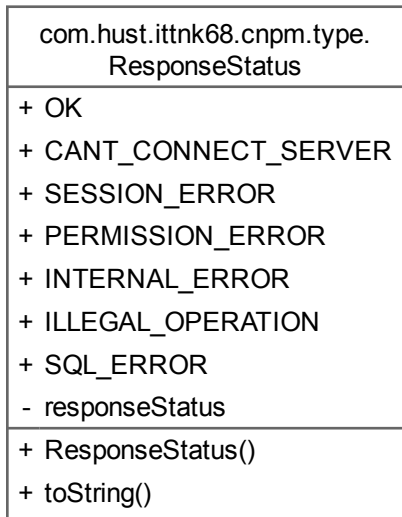 com.hust.ittnk68.cnpm.type.
ResponseStatus
+ OK
+ CANT_CONNECT_SERVER
+ SESSION_ERROR
+ PERMISSION_ERROR
+ INTERNAL_ERROR
+ ILLEGAL_OPERATION
+ SQL_ERROR
- responseStatus
+ ResponseStatus()
+ toString()